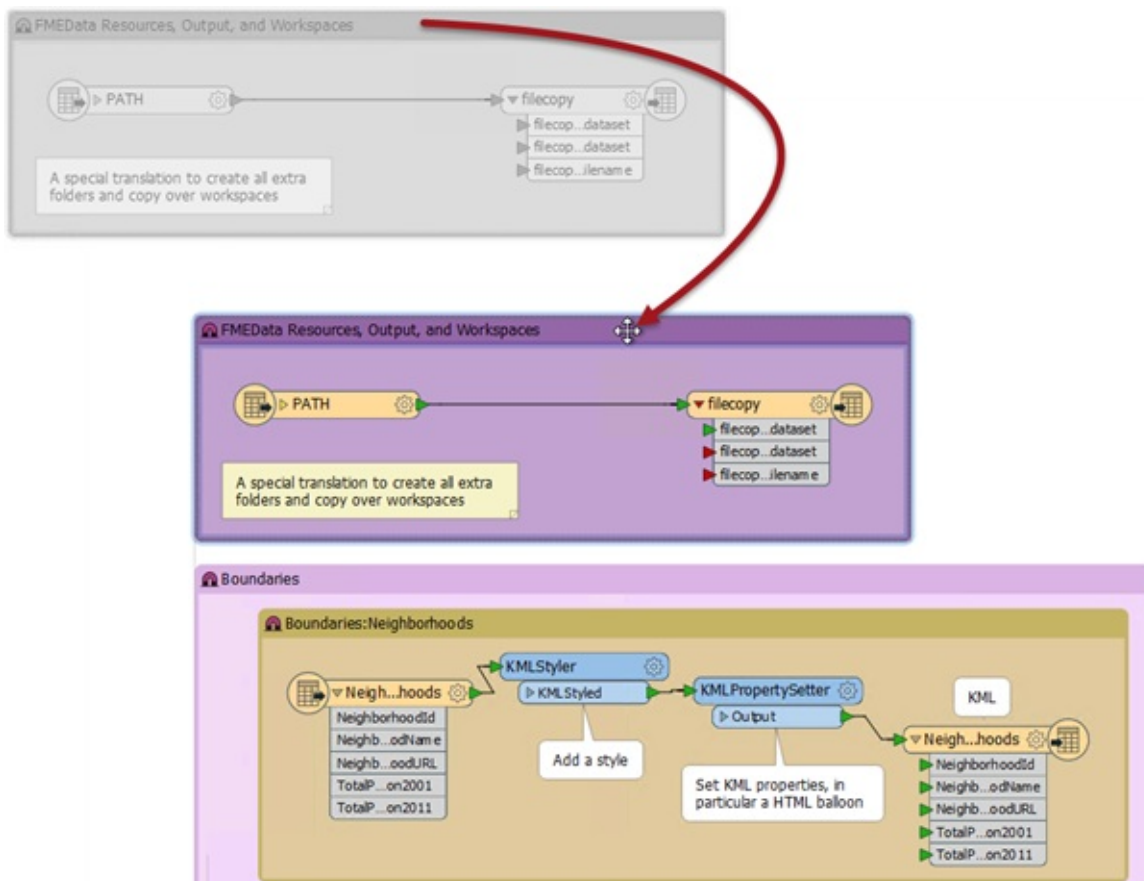 FMEData Resources, Output, and Workspaces
PATH
filecopy
filecop...dataset
filecop...dataset
filecop...ilename
A special translation to create all extra
folders and copy over workspaces
FMEData Resources, Output, and Workspaces
PATH
filecopy
filecop...dataset
filecop...dataset
filecop...ilename
A special translation to create all extra
folders and copy over workspaces
Boundaries
Boundaries:Neighborhoods
Neigh...hoods
NeighborhoodId
Neighb...odName
Neighb...oodURL
TotalP...on2001
TotalP...on2011
KMLStyler
KMLStyled
Add a style
KMLPropertySetter
Output
Set KML properties, in
particular a HTML balloon
KML
Neigh...hoods
NeighborhoodId
Neighb...odName
Neighb...oodURL
TotalP...on2001
TotalP...on2011